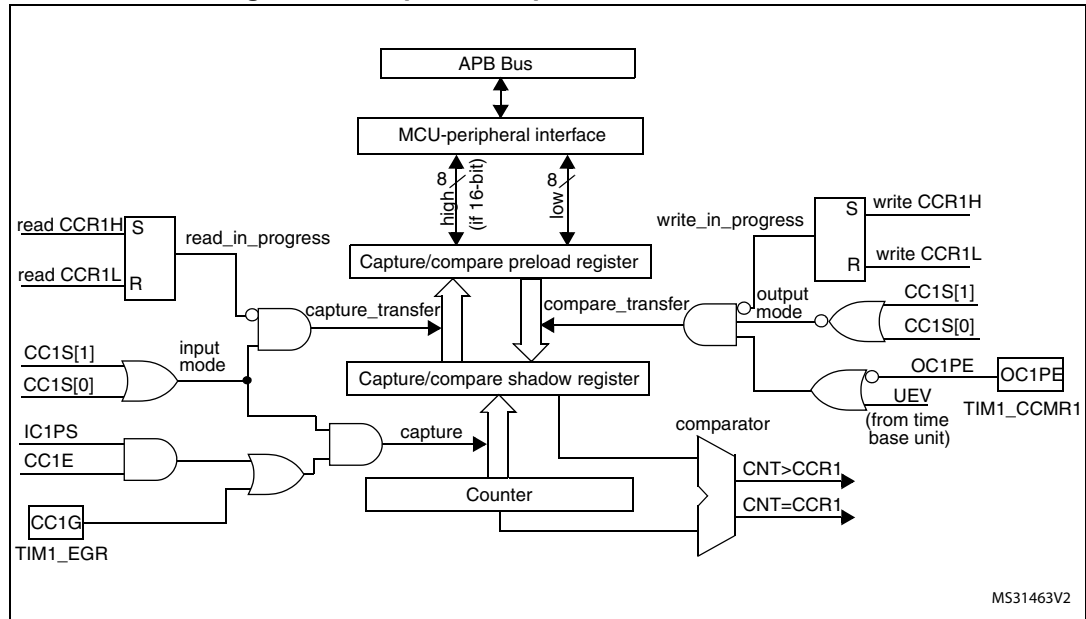 APB Bus
MCU-peripheral interface
8
high
(if 16-bit)
8
low
read CCR1H
S
read_in_progress
read CCR1L
R
write_in_progress
S
write CCR1H
R
write CCR1L
Capture/compare preload register
capture_transfer
compare_transfer
output
mode
CC1S[1]
CC1S[0]
CC1S[1]
input
mode
CC1S[0]
Capture/compare shadow register
OC1PE
OC1PE
UEV
TIM1_CCMR1
(from time
base unit)
IC1PS
capture
comparator
CC1E
CNT>CCR1
Counter
CNT=CCR1
CC1G
TIM1_EGR
MS31463V2